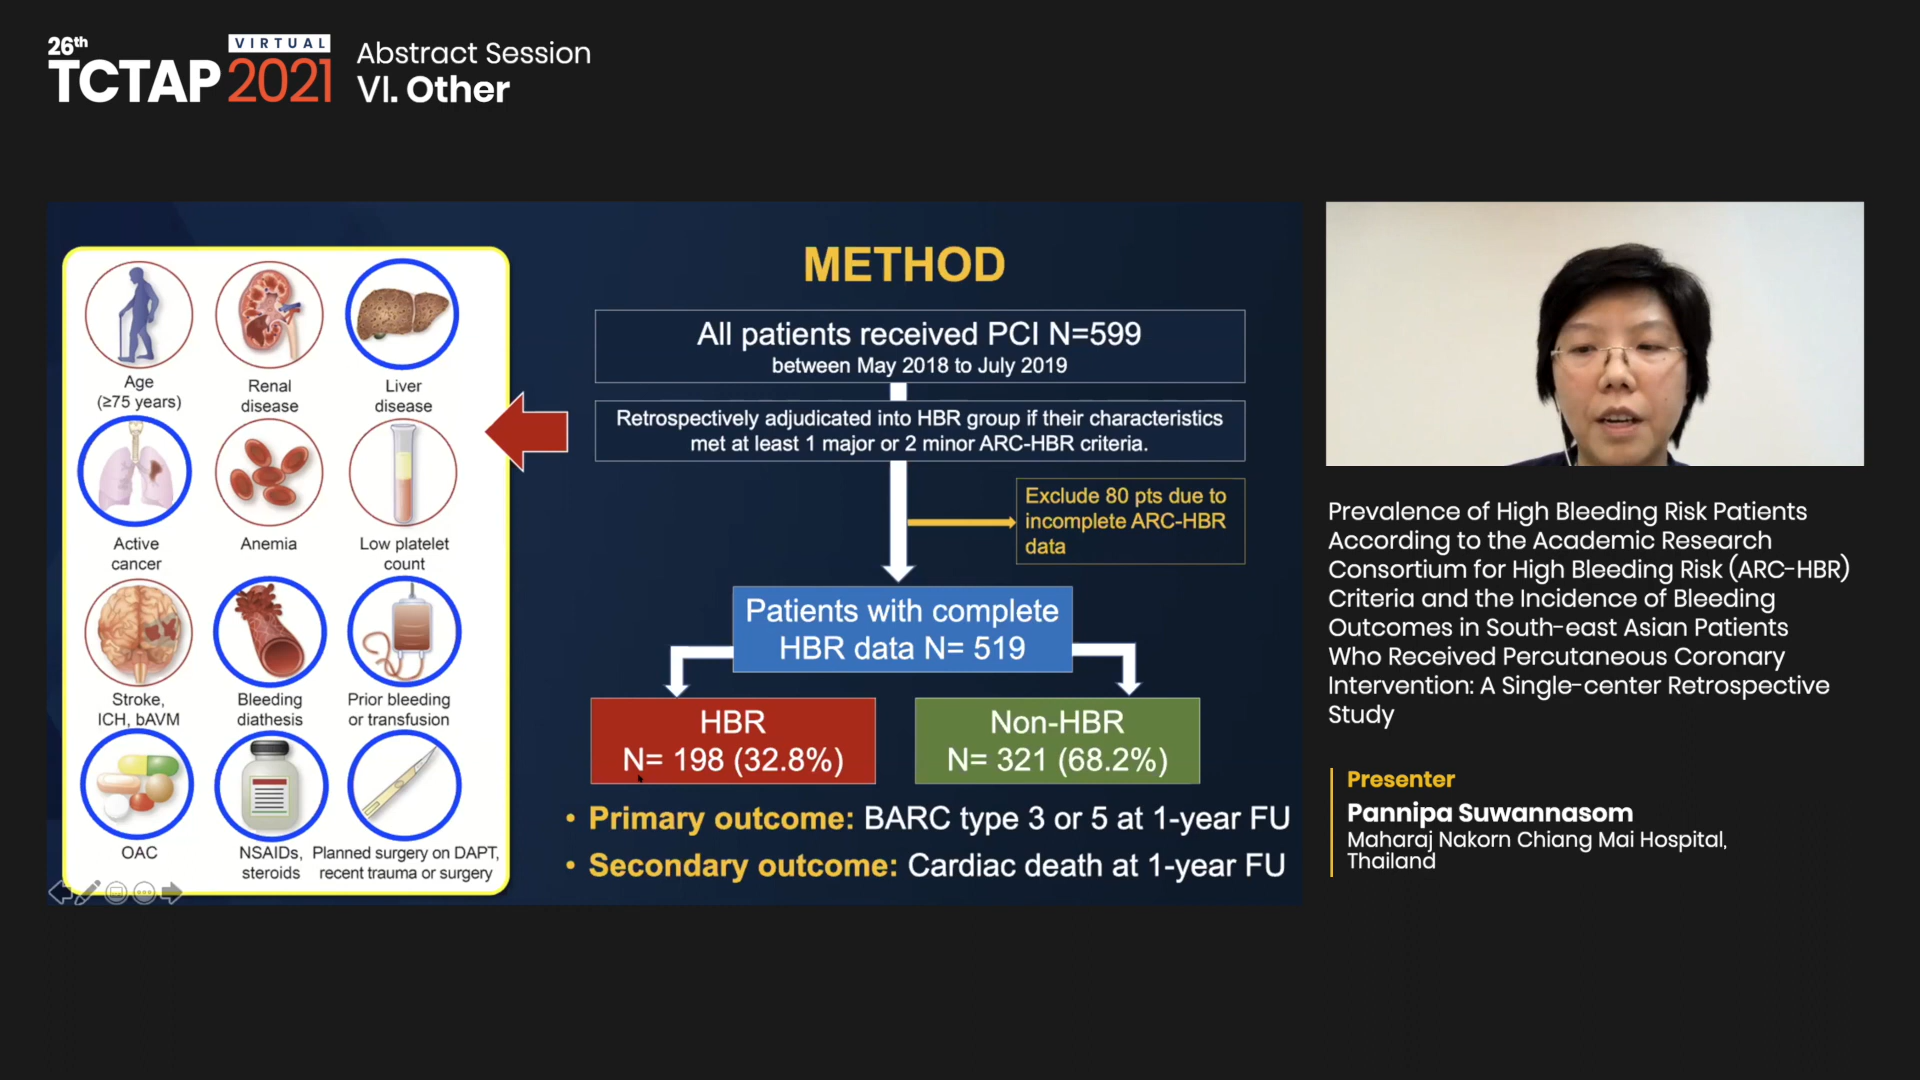 26th
VIRTUAL
TCTAP 2021
Abstract Session
VI. Other
METHOD
Age
(≥75 years)
Renal
disease
Liver
disease
Active
cancer
Anemia
Low platelet
count
Stroke,
ICH, bAVM
Bleeding
diathesis
Prior bleeding
or transfusion
OAC
NSAIDs,
steroids
Planned surgery on DAPT,
recent trauma or surgery
All patients received PCI N=599
between May 2018 to July 2019
Retrospectively adjudicated into HBR group if their characteristics
met at least 1 major or 2 minor ARC-HBR criteria.
Exclude 80 pts due to
incomplete ARC-HBR
data
Patients with complete
HBR data N= 519
HBR
N= 198 (32.8%)
Non-HBR
N= 321 (68.2%)
• Primary outcome: BARC type 3 or 5 at 1-year FU
• Secondary outcome: Cardiac death at 1-year FU
Prevalence of High Bleeding Risk Patients
According to the Academic Research
Consortium for High Bleeding Risk (ARC-HBR)
Criteria and the Incidence of Bleeding
Outcomes in South-east Asian Patients
Who Received Percutaneous Coronary
Intervention: A Single-center Retrospective
Study
Presenter
Pannipa Suwannasom
Maharaj Nakorn Chiang Mai Hospital,
Thailand